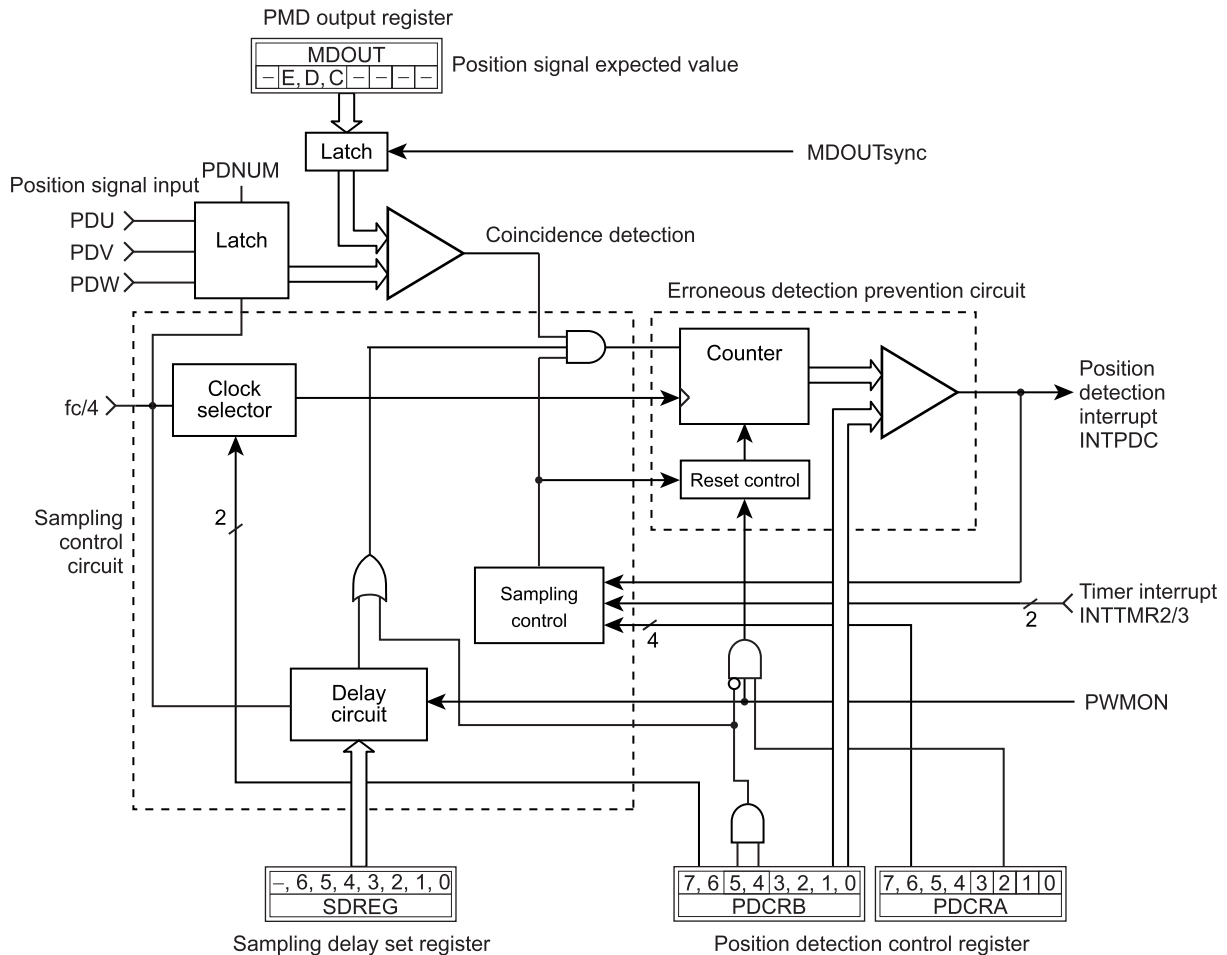 PMD output register
MDOUT
– E, D, C – – – –
Position signal expected value
Latch
MDOUTsync
PDNUM
Position signal input
PDU
PDV
PDW
Latch
Coincidence detection
Erroneous detection prevention circuit
Counter
Clock
selector
fc/4
Position
detection
interrupt
INTPDC
Reset control
2
Sampling
control
circuit
Sampling
control
Timer interrupt
INTTMR2/3
2
4
Delay
circuit
PWMON
–, 6, 5, 4, 3, 2, 1, 0
SDREG
Sampling delay set register
7, 6 5, 4 3, 2, 1, 0
PDCRB
7, 6, 5, 4 3 2 1 0
PDCRA
Position detection control register